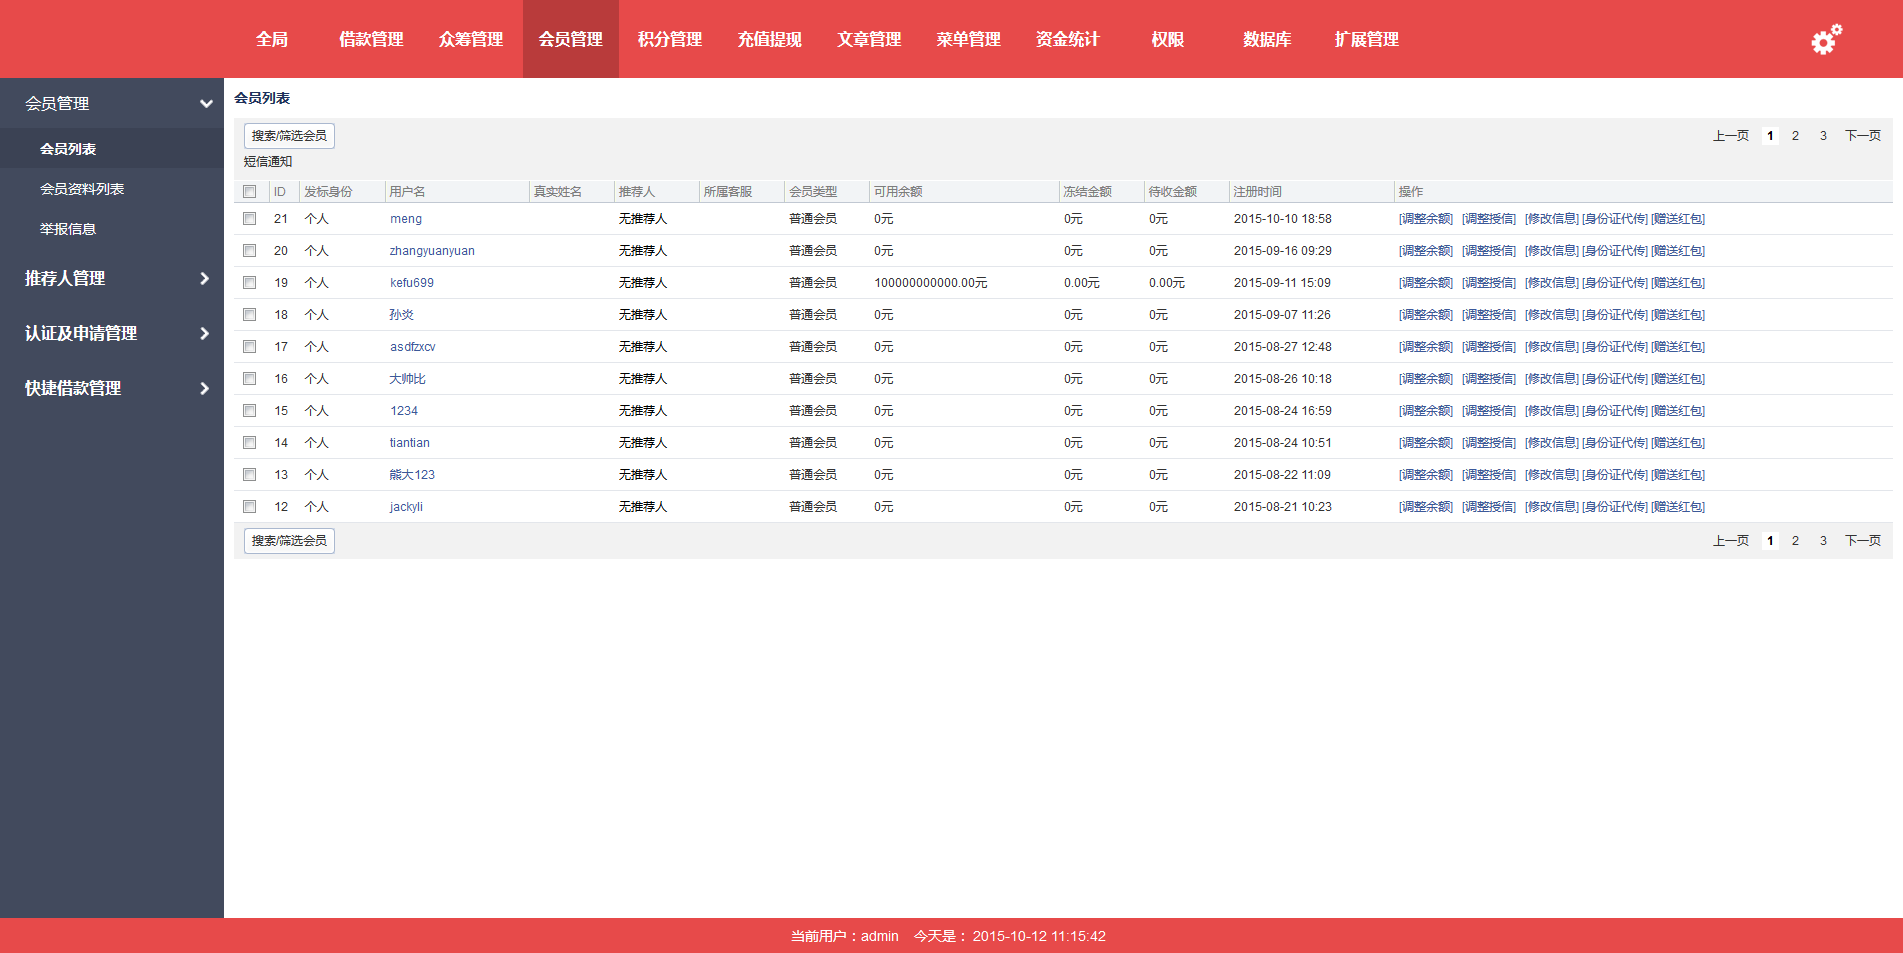 全局 借款管理 众筹管理 会员管理 积分管理 充值提现 文章管理 菜单管理 资金统计 权限 数据库 扩展管理
会员管理
会员列表
会员资料列表
举报信息
推荐人管理
认证及申请管理
快捷借款管理
会员列表
搜索/筛选会员 上一页 1 2 3 下一页
短信通知
ID 发标身份 用户名 真实姓名 推荐人 所属客服 会员类型 可用余额 冻结金额 待收金额 注册时间 操作
21 个人 meng 无推荐人 普通会员 0元 0元 0元 2015-10-10 18:58 [调整余额] [调整授信] [修改信息] [身份证代传] [赠送红包]
20 个人 zhangyuanyuan 无推荐人 普通会员 0元 0元 0元 2015-09-16 09:29 [调整余额] [调整授信] [修改信息] [身份证代传] [赠送红包]
19 个人 kefu699 无推荐人 普通会员 100000000000.00元 0.00元 0.00元 2015-09-11 15:09 [调整余额] [调整授信] [修改信息] [身份证代传] [赠送红包]
18 个人 孙炎 无推荐人 普通会员 0元 0元 0元 2015-09-07 11:26 [调整余额] [调整授信] [修改信息] [身份证代传] [赠送红包]
17 个人 asdfzxcv 无推荐人 普通会员 0元 0元 0元 2015-08-27 12:48 [调整余额] [调整授信] [修改信息] [身份证代传] [赠送红包]
16 个人 大帅比 无推荐人 普通会员 0元 0元 0元 2015-08-26 10:18 [调整余额] [调整授信] [修改信息] [身份证代传] [赠送红包]
15 个人 1234 无推荐人 普通会员 0元 0元 0元 2015-08-24 16:59 [调整余额] [调整授信] [修改信息] [身份证代传] [赠送红包]
14 个人 tiantian 无推荐人 普通会员 0元 0元 0元 2015-08-24 10:51 [调整余额] [调整授信] [修改信息] [身份证代传] [赠送红包]
13 个人 熊大123 无推荐人 普通会员 0元 0元 0元 2015-08-22 11:09 [调整余额] [调整授信] [修改信息] [身份证代传] [赠送红包]
12 个人 jackyli 无推荐人 普通会员 0元 0元 0元 2015-08-21 10:23 [调整余额] [调整授信] [修改信息] [身份证代传] [赠送红包]
搜索/筛选会员 上一页 1 2 3 下一页
当前用户：admin 今天是： 2015-10-12 11:15:42